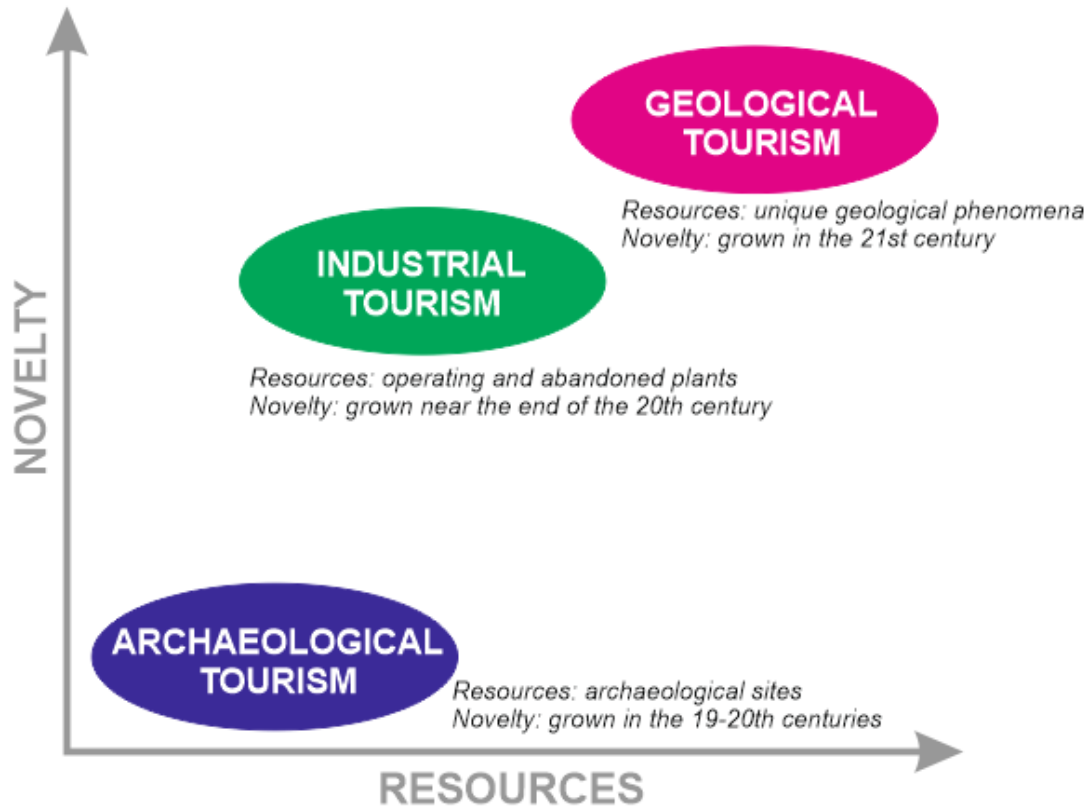 GEOLOGICAL
TOURISM
Resources: unique geological phenomena
Novelty: grown in the 21st century
INDUSTRIAL
TOURISM
Resources: operating and abandoned plants
Novelty: grown near the end of the 20th century
NOVELTY
ARCHAEOLOGICAL
TOURISM
Resources: archaeological sites
Novelty: grown in the 19-20th centuries
RESOURCES